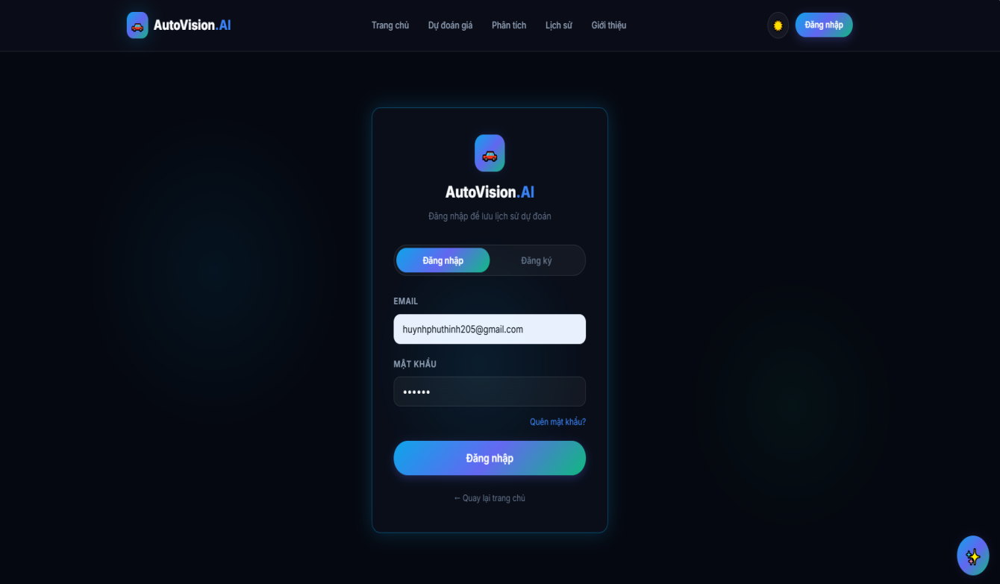 AutoVision.AI
Trang chủ
Dự đoán giá
Phân tích
Lịch sử
Giới thiệu
Đăng nhập
AutoVision.AI
Đăng nhập để lưu lịch sử dự đoán
Đăng nhập
Đăng ký
EMAIL
huynhphuthinh205@gmail.com
MẬT KHẨU
••••••
Quên mật khẩu?
Đăng nhập
← Quay lại trang chủ